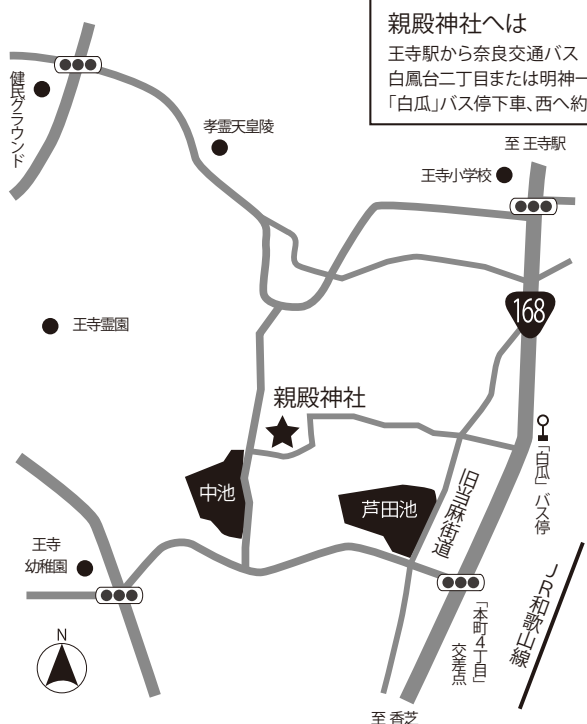 親殿神社へは
王寺駅から奈良交通バス
白鳳台二丁目または明神一
「白瓜」バス停下車、西へ約
健民グラウンド
孝霊天皇陵
至 王寺駅
王寺小学校
168
王寺霊園
親殿神社
「白瓜」バス停
中池
芦田池
旧当麻街道
王寺
幼稚園
JR和歌山線
「本町4丁目」
交差点
N
至 香芝